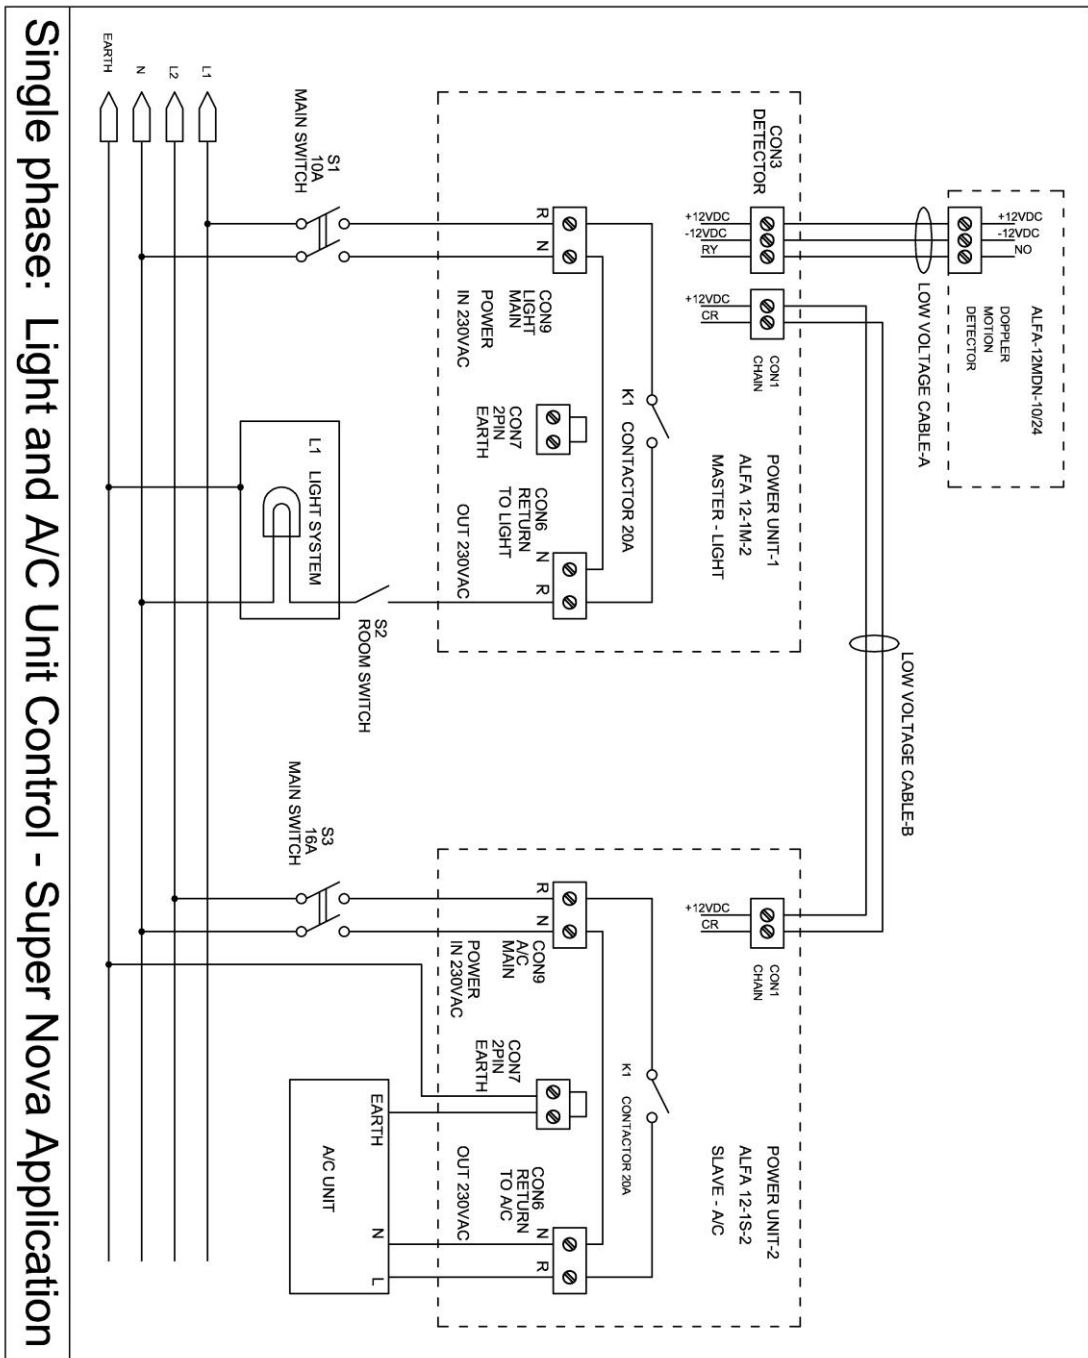 ALFA-12MDN-10/24
DOPPLER
MOTION
DETECTOR
+12VDC
-12VDC
NO
LOW VOLTAGE CABLE-A
LOW VOLTAGE CABLE-B
CON3
DETECTOR
+12VDC
-12VDC
RY
+12VDC
CR
CON1
CHAIN
POWER UNIT-1
ALFA 12-1M-2
MASTER - LIGHT
K1 CONTACTOR 20A
R
N
CON9
LIGHT
MAIN
POWER
IN 230VAC
CON7
2PIN
EARTH
CON6
RETURN
TO LIGHT
N
R
OUT 230VAC
S1
10A
MAIN SWITCH
L1 LIGHT SYSTEM
S2
ROOM SWITCH
+12VDC
CR
CON1
CHAIN
POWER UNIT-2
ALFA 12-1S-2
SLAVE - A/C
K1 CONTACTOR 20A
R
N
CON9
A/C
MAIN
POWER
IN 230VAC
CON7
2PIN
EARTH
CON6
RETURN
TO A/C
N
R
OUT 230VAC
S3
16A
MAIN SWITCH
EARTH
N
L
A/C UNIT
L1
L2
N
EARTH
Single phase: Light and A/C Unit Control - Super Nova Application